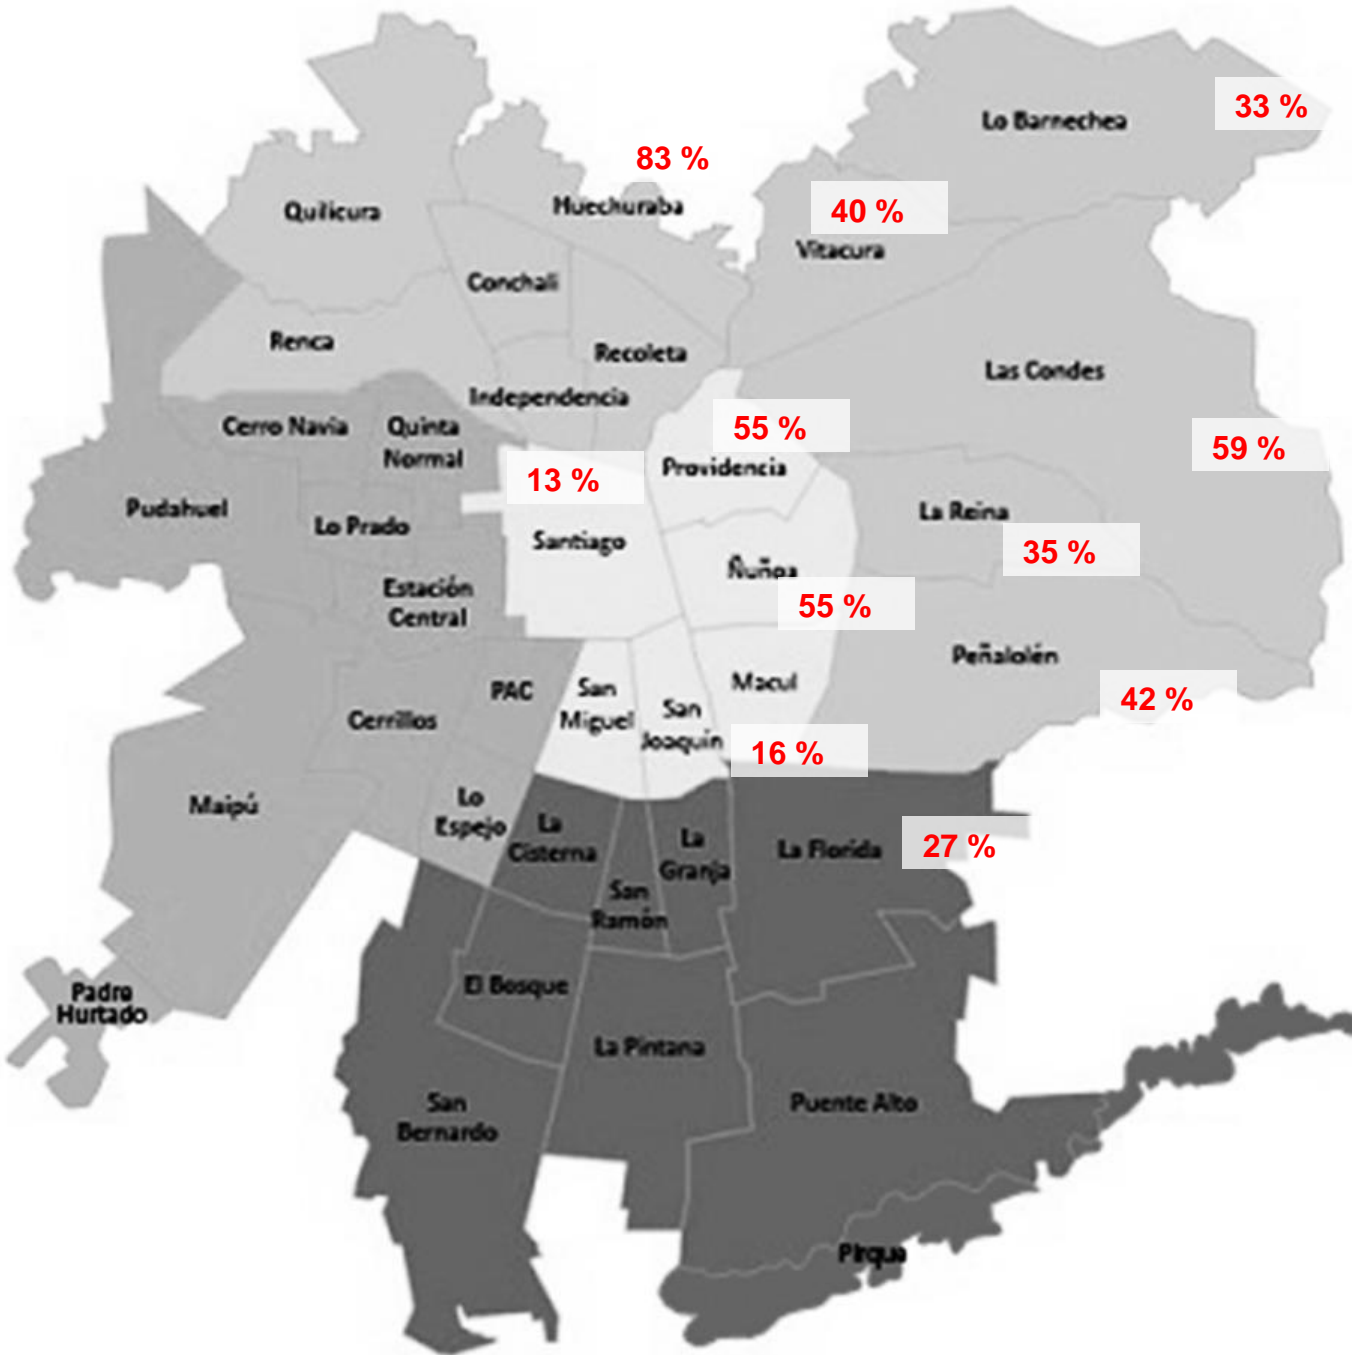 Lo Barnechea
33 %
83 %
Quilicura
Huechuraba
40 %
Vitacura
Conchalí
Renca
Recoleta
Las Condes
Independencia
Cerro Navia
Quinta
Normal
55 %
Providencia
59 %
13 %
Pudahuel
Lo Prado
Santiago
La Reina
35 %
Ñuñoa
55 %
Estación
Central
Peñalolén
42 %
PAC
San
Miguel
Macul
San
Joaquín
Cerrillos
16 %
Maipú
Lo
Espejo
La
Cisterna
La
Granja
La Florida
27 %
San
Ramón
El Bosque
Padre
Hurtado
La Pintana
San
Bernardo
Puente Alto
Pirque